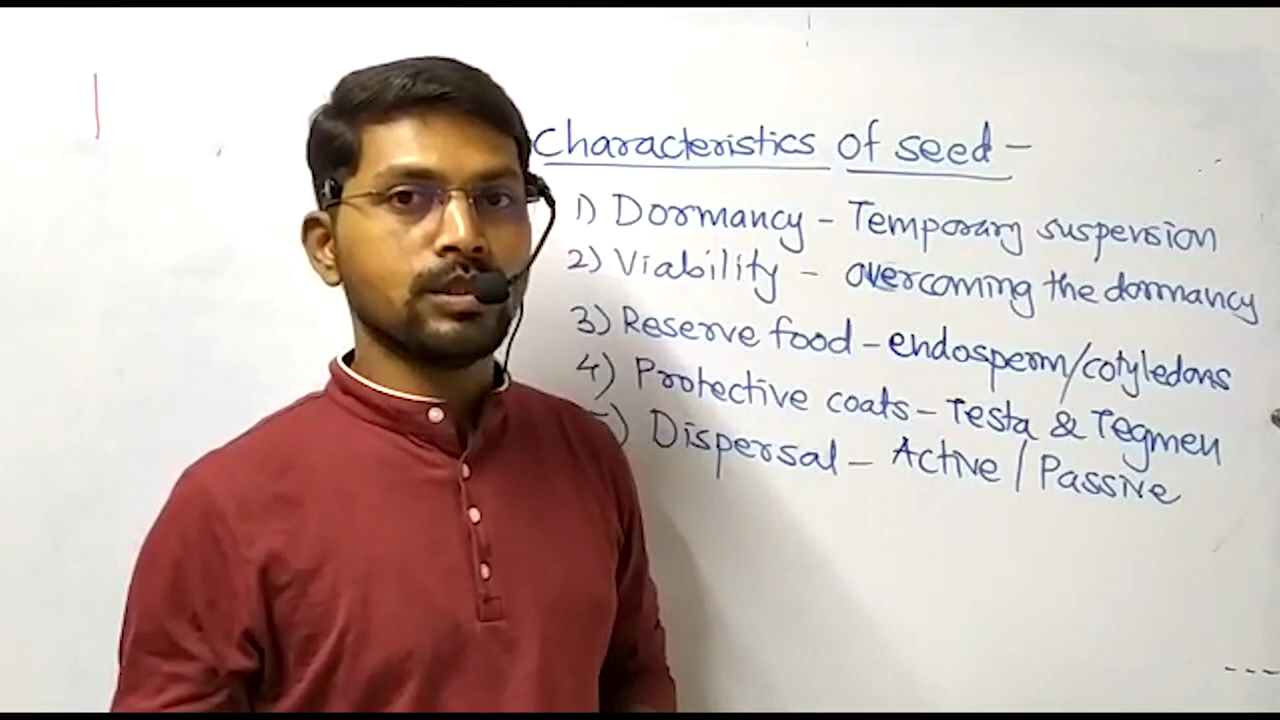 Characteristics of seed -
1) Dormancy - Temporary suspension
2) Viability - overcoming the dormancy
3) Reserve food - endosperm/cotyledons
4) Protective coats - Testa & Tegmen
5) Dispersal - Active / Passive